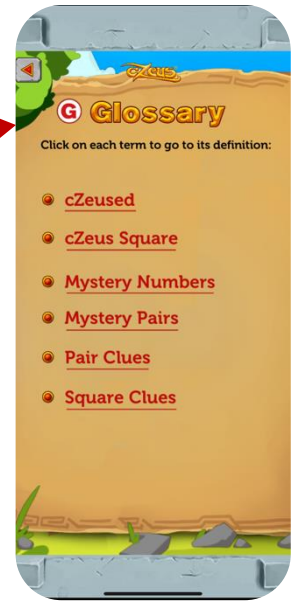 cZeus
G Glossary
Click on each term to go to its definition:
cZeused
cZeus Square
Mystery Numbers
Mystery Pairs
Pair Clues
Square Clues